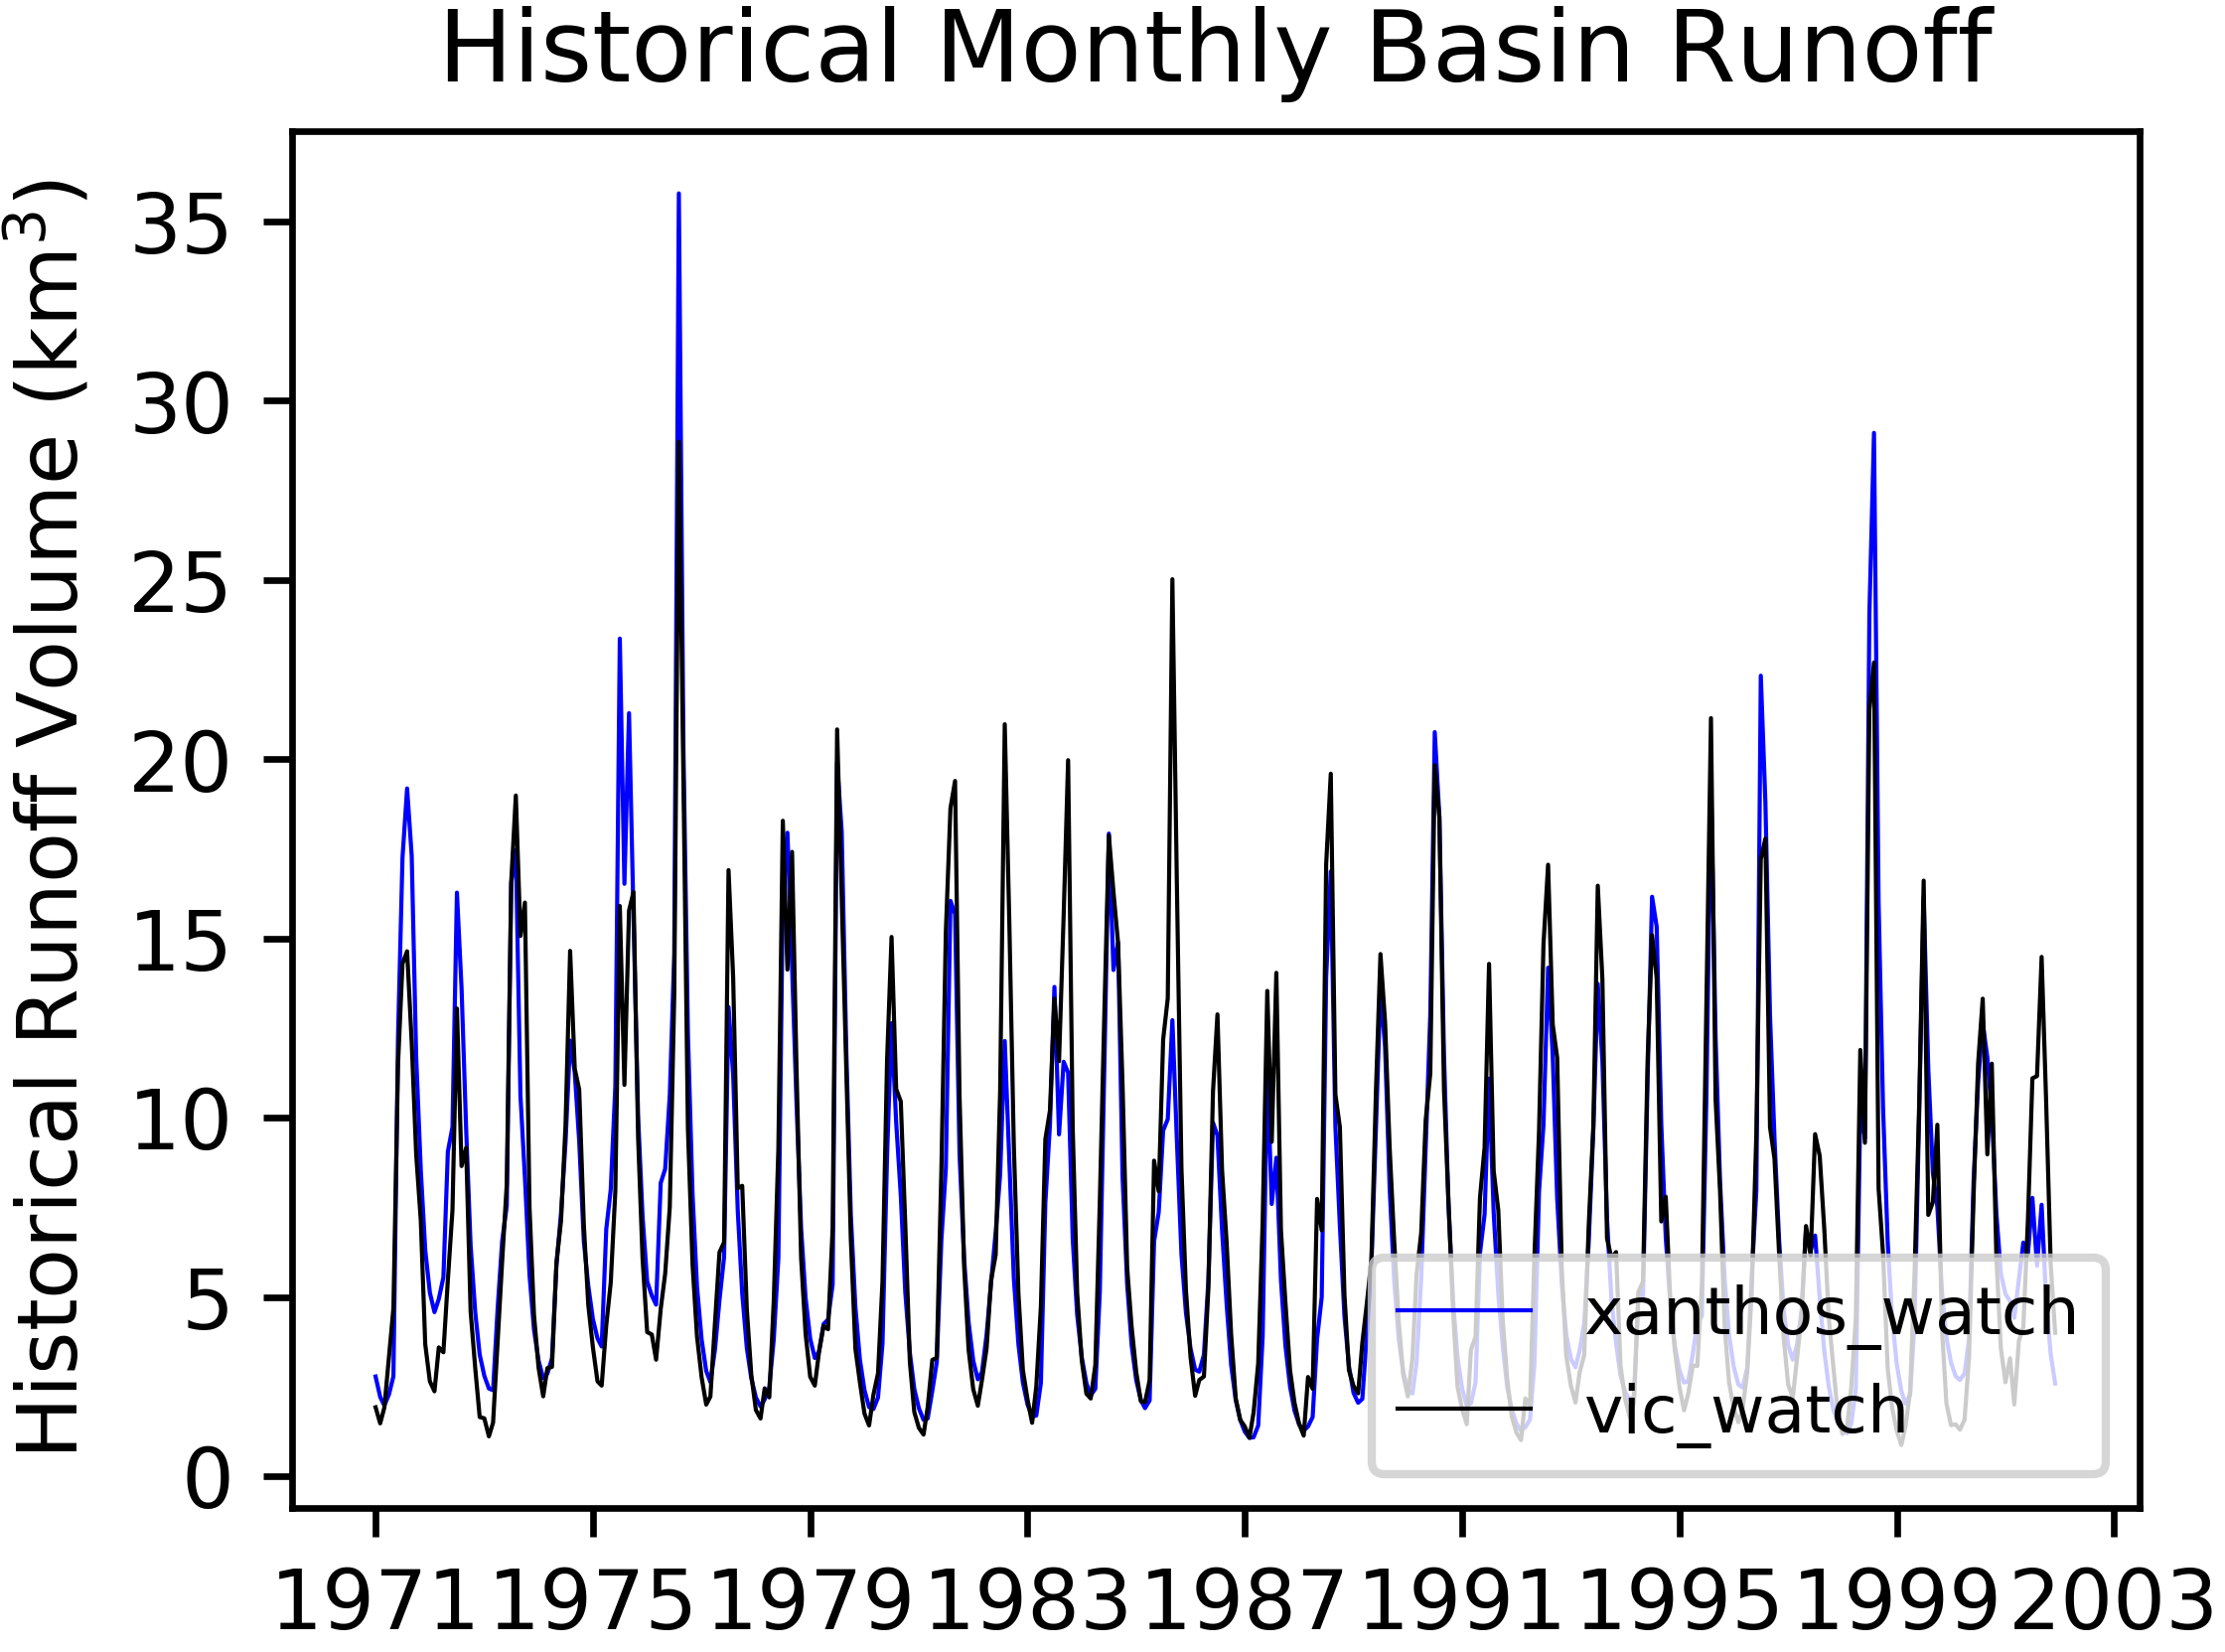 Historical Monthly Basin Runoff
Historical Runoff Volume (km³)
35
30
25
20
15
10
5
0
xanthos_watch
vic_watch
1971 1975 1979 1983 1987 1991 1995 1999 2003